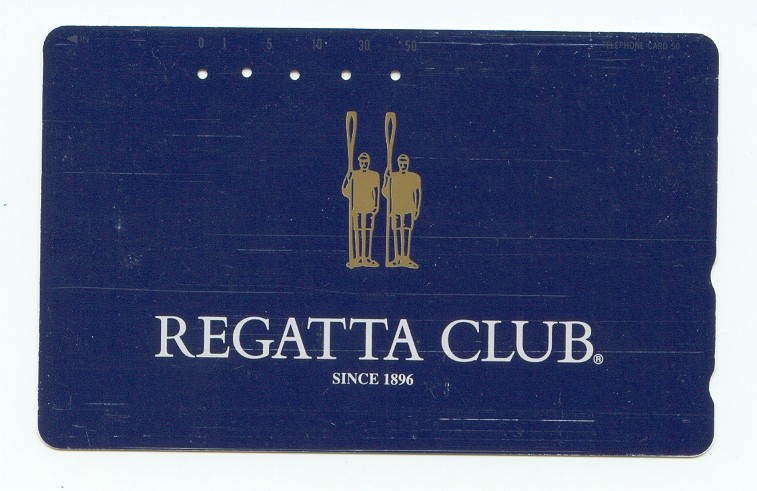 ◀IN
0 1 5 10 30 50
TELEPHONE CARD 50
REGATTA CLUB®
SINCE 1896